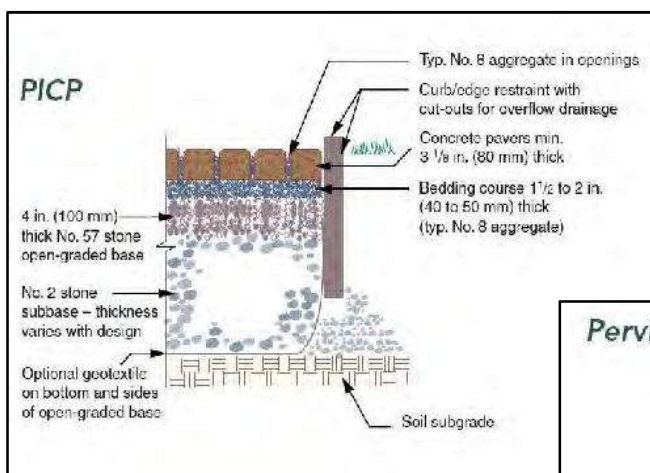 PICP
Typ. No. 8 aggregate in openings
Curb/edge restraint with
cut-outs for overflow drainage
Concrete pavers min.
3 1/8 in. (80 mm) thick
Bedding course 1 1/2 to 2 in.
(40 to 50 mm) thick
(typ. No. 8 aggregate)
4 in. (100 mm)
thick No. 57 stone
open-graded base
No. 2 stone
subbase – thickness
varies with design
Optional geotextile
on bottom and sides
of open-graded base
Soil subgrade
Perv